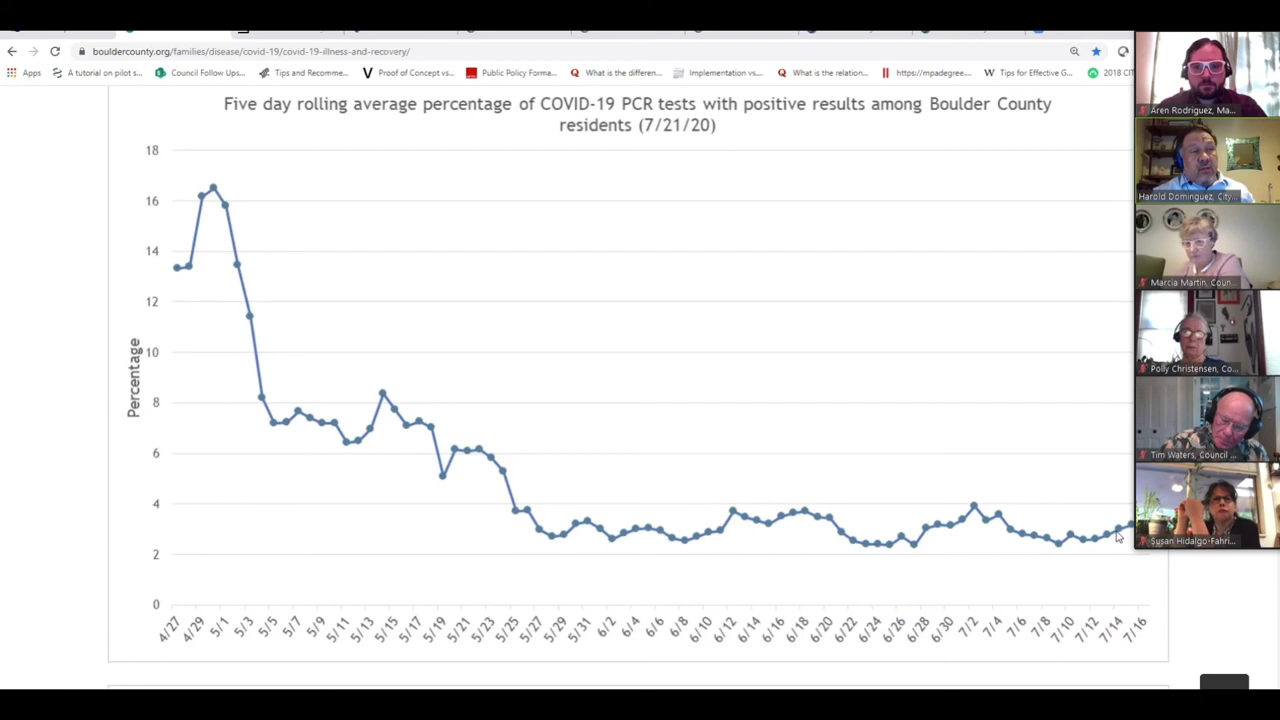 bouldercounty.org/families/disease/covid-19/covid-19-illness-and-recovery/
Apps
A tutorial on pilot s...
Council Follow Ups...
Tips and Recomme...
Proof of Concept vs...
Public Policy Forma...
What is the differen...
Implementation vs...
What is the relation...
https://mpadegree...
Tips for Effective G...
2018 CIT
Five day rolling average percentage of COVID-19 PCR tests with positive results among Boulder County
residents (7/21/20)
Percentage
18
16
14
12
10
8
6
4
2
0
4/27
4/29
5/1
5/3
5/5
5/7
5/9
5/11
5/13
5/15
5/17
5/19
5/21
5/23
5/25
5/27
5/29
5/31
6/2
6/4
6/6
6/8
6/10
6/12
6/14
6/16
6/18
6/20
6/22
6/24
6/26
6/28
6/30
7/2
7/4
7/6
7/8
7/10
7/12
7/14
7/16
Aren Rodriguez, Ma...
Harold Dominguez, City...
Marcia Martin, Coun...
Polly Christensen, Co...
Tim Waters, Council ...
Susan Hidalgo-Fahri...